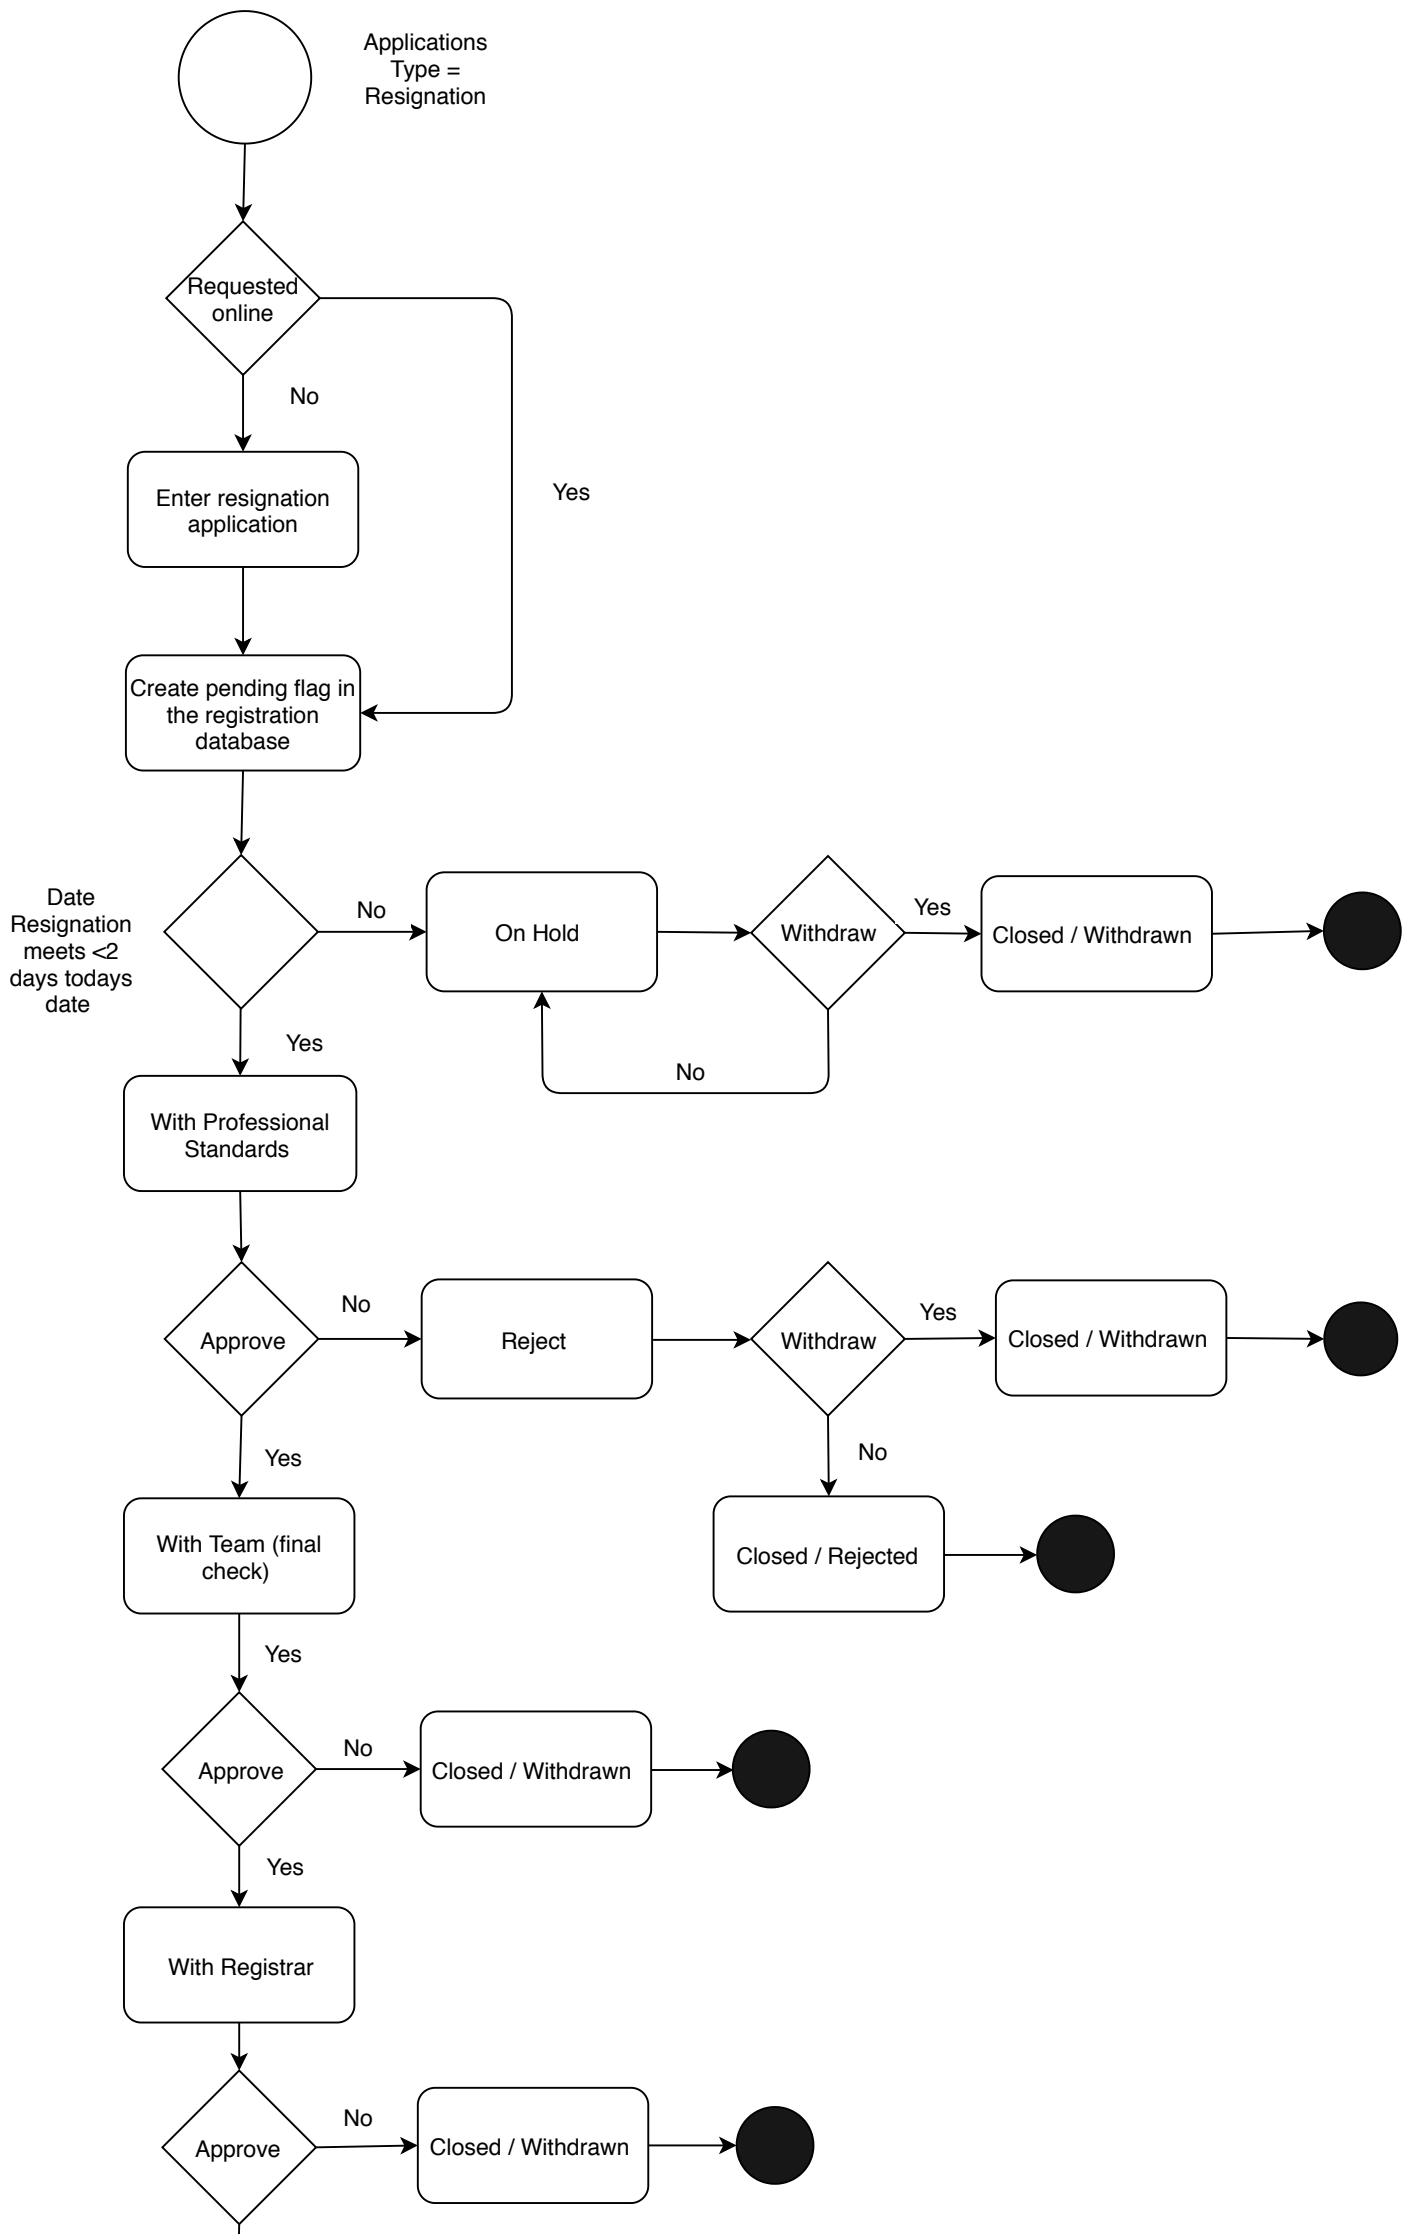 Applications
Type =
Resignation
Requested
online
No
Yes
Enter resignation
application
Create pending flag in
the registration
database
Date
Resignation
meets <2
days todays
date
No
On Hold
Withdraw
Yes
Closed / Withdrawn
No
Yes
With Professional
Standards
Approve
No
Reject
Withdraw
Yes
Closed / Withdrawn
No
Closed / Rejected
Yes
With Team (final
check)
Yes
Approve
No
Closed / Withdrawn
Yes
With Registrar
Approve
No
Closed / Withdrawn